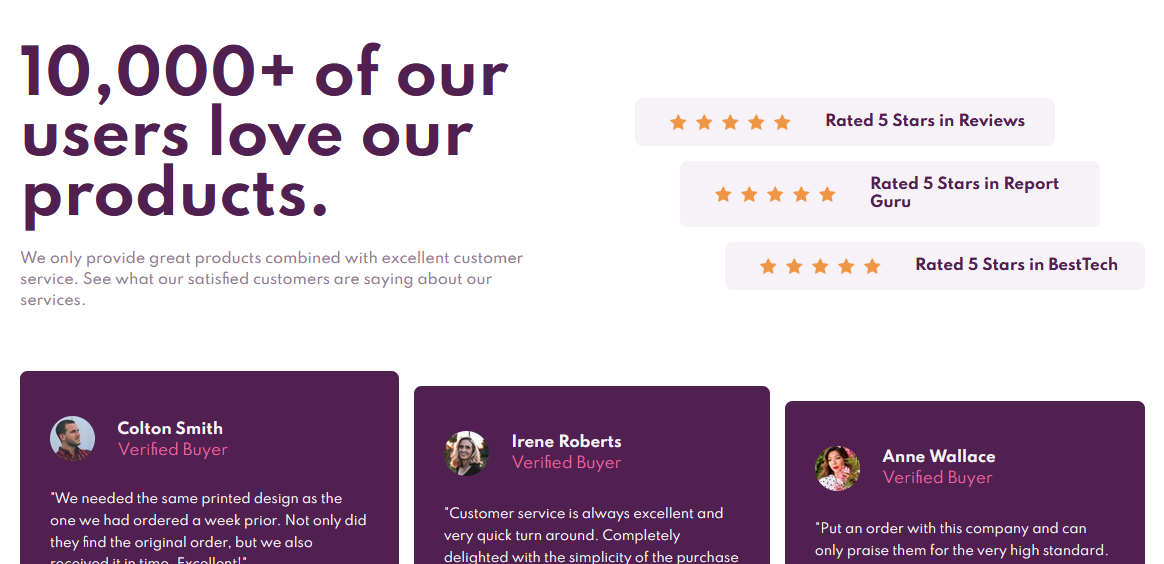 10,000+ of our
users love our
products.
We only provide great products combined with excellent customer
service. See what our satisfied customers are saying about our
services.
Rated 5 Stars in Reviews
Rated 5 Stars in Report
Guru
Rated 5 Stars in BestTech
Colton Smith
Verified Buyer
"We needed the same printed design as the
one we had ordered a week prior. Not only did
they find the original order, but we also
received it in time. Excellent!"
Irene Roberts
Verified Buyer
"Customer service is always excellent and
very quick turn around. Completely
delighted with the simplicity of the purchase
Anne Wallace
Verified Buyer
"Put an order with this company and can
only praise them for the very high standard.